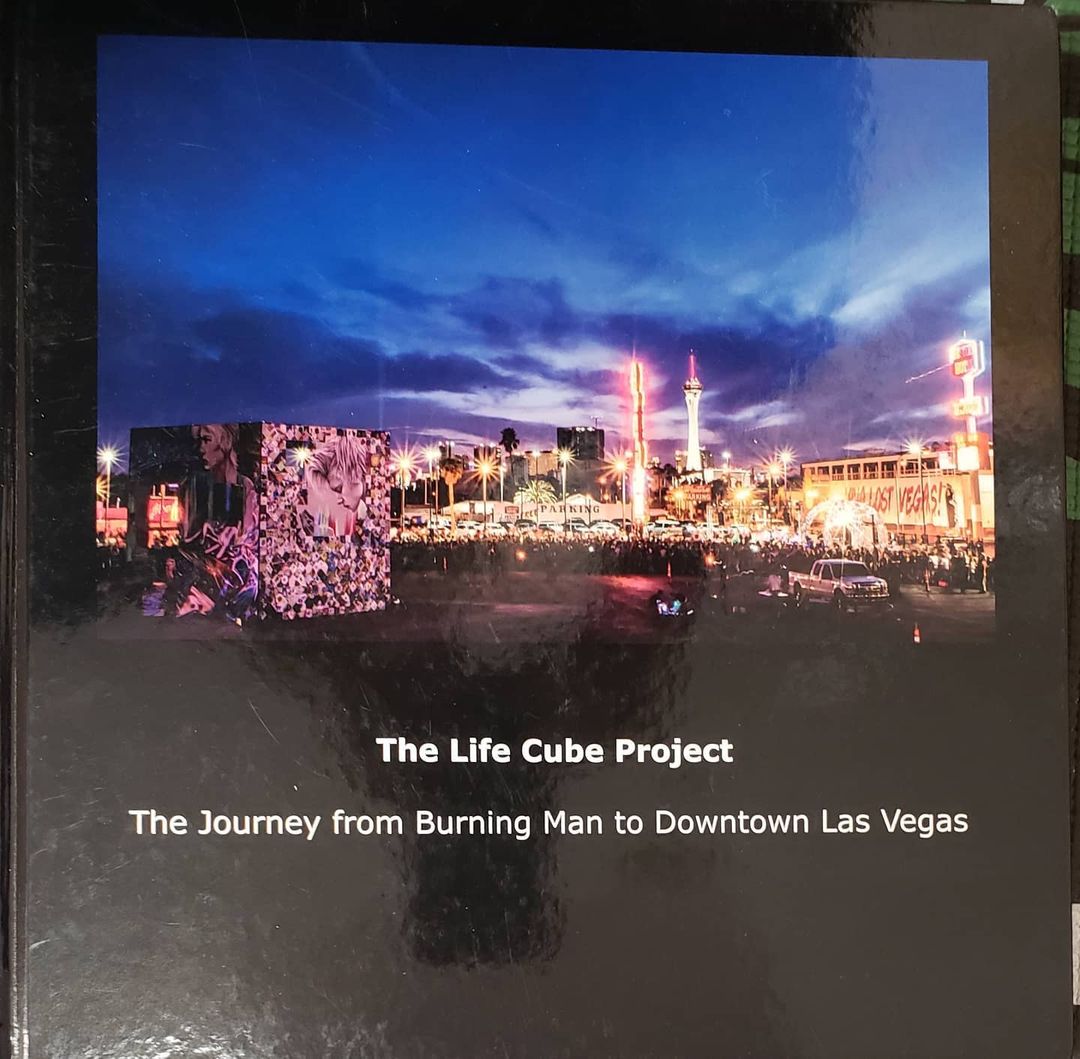 PARKING
LOST VEGAS!
The Life Cube Project
The Journey from Burning Man to Downtown Las Vegas